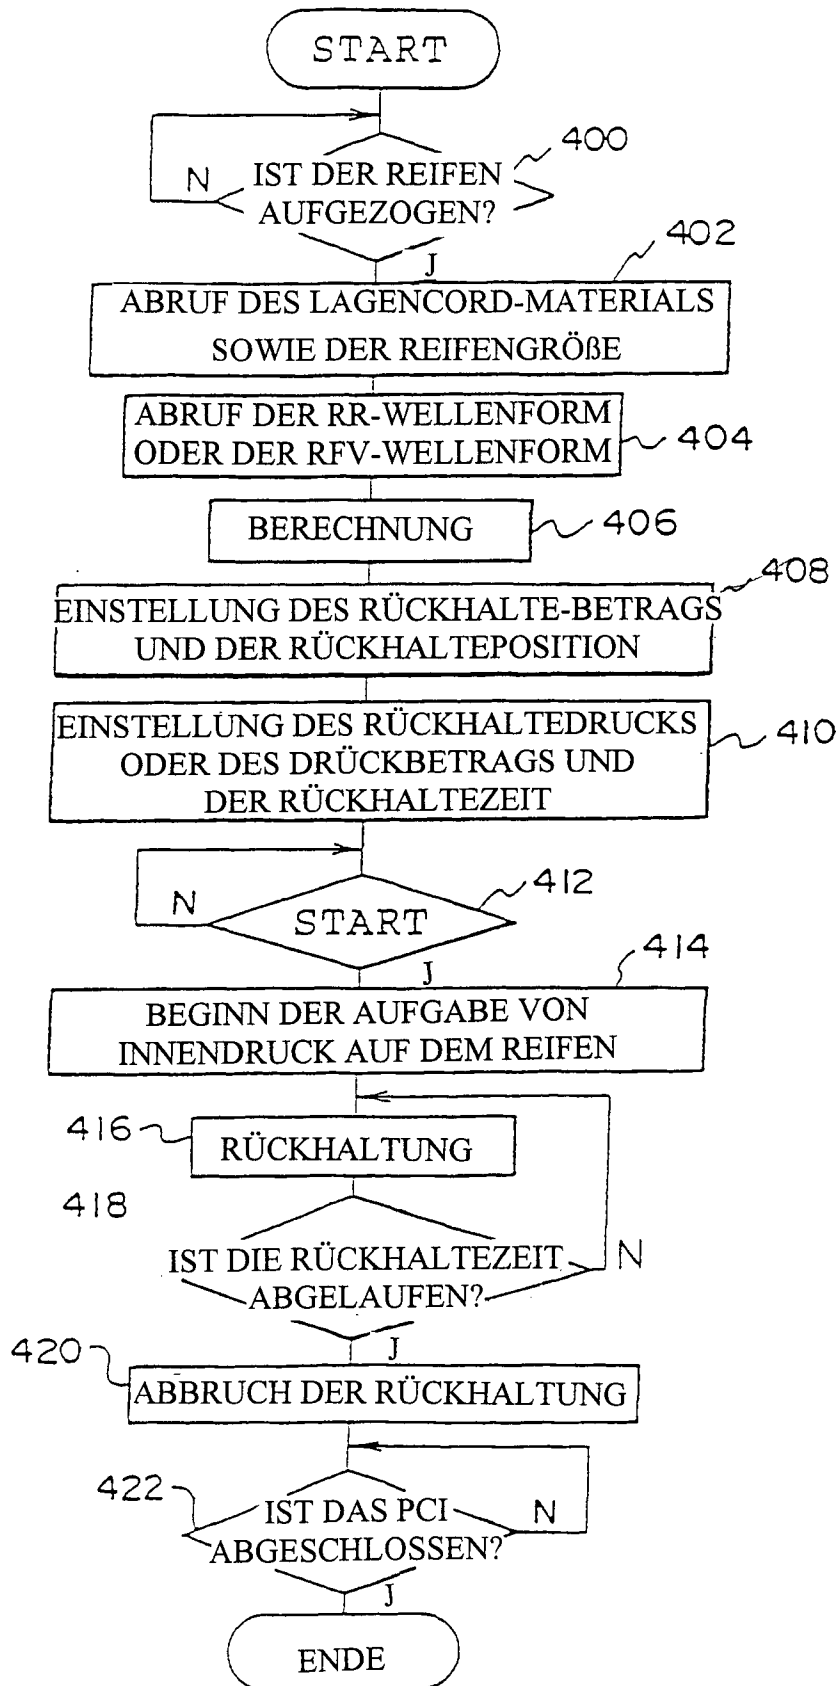 START
400
N
IST DER REIFEN
AUFGEZOGEN?
J
402
ABRUF DES LAGENCORD-MATERIALS
SOWIE DER REIFENGRÖßE
ABRUF DER RR-WELLENFORM
ODER DER RFV-WELLENFORM
404
BERECHNUNG
406
408
EINSTELLUNG DES RÜCKHALTE-BETRAGS
UND DER RÜCKHALTEPOSITION
EINSTELLUNG DES RÜCKHALTEDRUCKS
ODER DES DRÜCKBETRAGS UND
DER RÜCKHALTEZEIT
410
412
N
START
J
414
BEGINN DER AUFGABE VON
INNENDRUCK AUF DEM REIFEN
416
RÜCKHALTUNG
418
IST DIE RÜCKHALTEZEIT
ABGELAUFEN?
N
J
420
ABBRUCH DER RÜCKHALTUNG
422
IST DAS PCI
ABGESCHLOSSEN?
N
J
ENDE